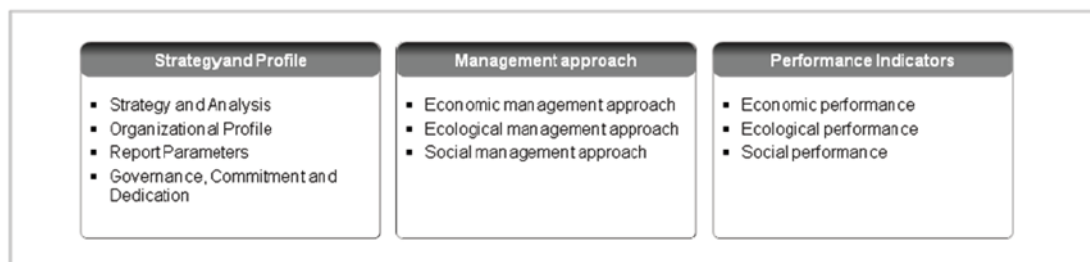 Strategyand Profile
▪ Strategy and Analysis
▪ Organizational Profile
▪ Report Parameters
▪ Governance, Commitment and
Dedication
Management approach
▪ Economic management approach
▪ Ecological management approach
▪ Social management approach
Performance Indicators
▪ Economic performance
▪ Ecological performance
▪ Social performance